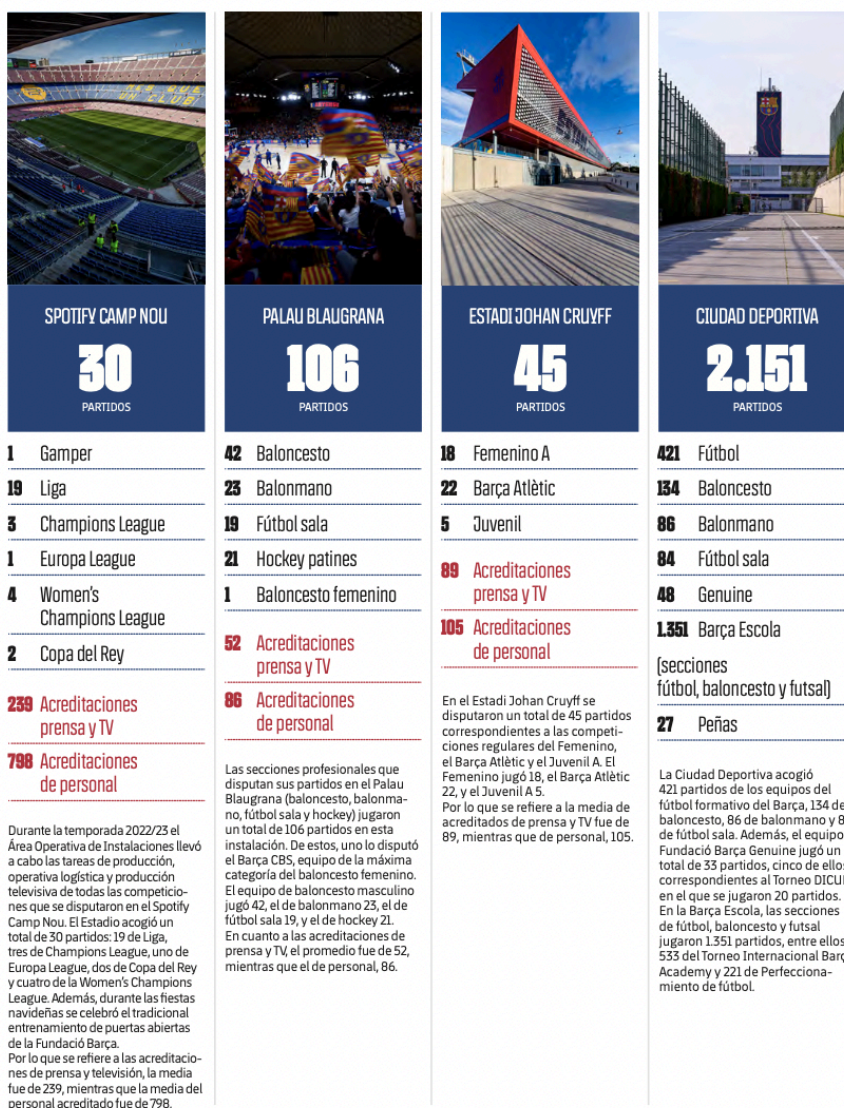 MES QUE
UN CLUB
SPOTIFY CAMP NOU
30
PARTIDOS
1 Gamper
19 Liga
3 Champions League
1 Europa League
4 Women's
Champions League
2 Copa del Rey
239 Acreditaciones
prensa y TV
798 Acreditaciones
de personal
Durante la temporada 2022/23 el
Área Operativa de Instalaciones llevó
a cabo las tareas de producción,
operativa logística y producción
televisiva de todas las competicio-
nes que se disputaron en el Spotify
Camp Nou. El Estadio acogió un
total de 30 partidos: 19 de Liga,
tres de Champions League, uno de
Europa League, dos de Copa del Rey
y cuatro de la Women's Champions
League. Además, durante las fiestas
navideñas se celebró el tradicional
entrenamiento de puertas abiertas
de la Fundació Barça.
Por lo que se refiere a las acreditacio-
nes de prensa y televisión, la media
fue de 239, mientras que la media del
personal acreditado fue de 798.
PALAU BLAUGRANA
106
PARTIDOS
42 Baloncesto
23 Balonmano
19 Fútbol sala
21 Hockey patines
1 Baloncesto femenino
52 Acreditaciones
prensa y TV
86 Acreditaciones
de personal
Las secciones profesionales que
disputan sus partidos en el Palau
Blaugrana (baloncesto, balonma-
no, fútbol sala y hockey) jugaron
un total de 106 partidos en esta
instalación. De estos, uno lo disputó
el Barça CBS, equipo de la máxima
categoría del baloncesto femenino.
El equipo de baloncesto masculino
jugó 42, el de balonmano 23, el de
fútbol sala 19, y el de hockey 21.
En cuanto a las acreditaciones de
prensa y TV, el promedio fue de 52,
mientras que el de personal, 86.
ESTADI JOHAN CRUYFF
45
PARTIDOS
18 Femenino A
22 Barça Atlètic
5 Juvenil
89 Acreditaciones
prensa y TV
105 Acreditaciones
de personal
En el Estadi Johan Cruyff se
disputaron un total de 45 partidos
correspondientes a las competi-
ciones regulares del Femenino,
el Barça Atlètic y el Juvenil A. El
Femenino jugó 18, el Barça Atlètic
22, y el Juvenil A 5.
Por lo que se refiere a la media de
acreditados de prensa y TV fue de
89, mientras que de personal, 105.
CIUDAD DEPORTIVA
2.151
PARTIDOS
421 Fútbol
134 Baloncesto
86 Balonmano
84 Fútbol sala
48 Genuine
1.351 Barça Escola
(secciones
fútbol, baloncesto y futsal)
27 Peñas
La Ciudad Deportiva acogió
421 partidos de los equipos del
fútbol formativo del Barça, 134 de
baloncesto, 86 de balonmano y 8
de fútbol sala. Además, el equipo
Fundació Barça Genuine jugó un
total de 33 partidos, cinco de ellos
correspondientes al Torneo DICUI
en el que se jugaron 20 partidos.
En la Barça Escola, las secciones
de fútbol, baloncesto y futsal
jugaron 1.351 partidos, entre ellos
533 del Torneo Internacional Barç
Academy y 221 de Perfecciona-
miento de fútbol.